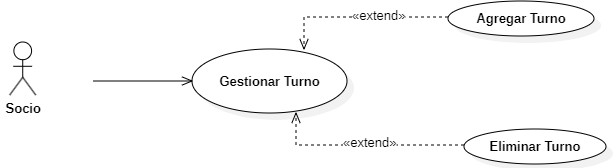 «extend»
Agregar Turno
Gestionar Turno
Socio
«extend»
Eliminar Turno